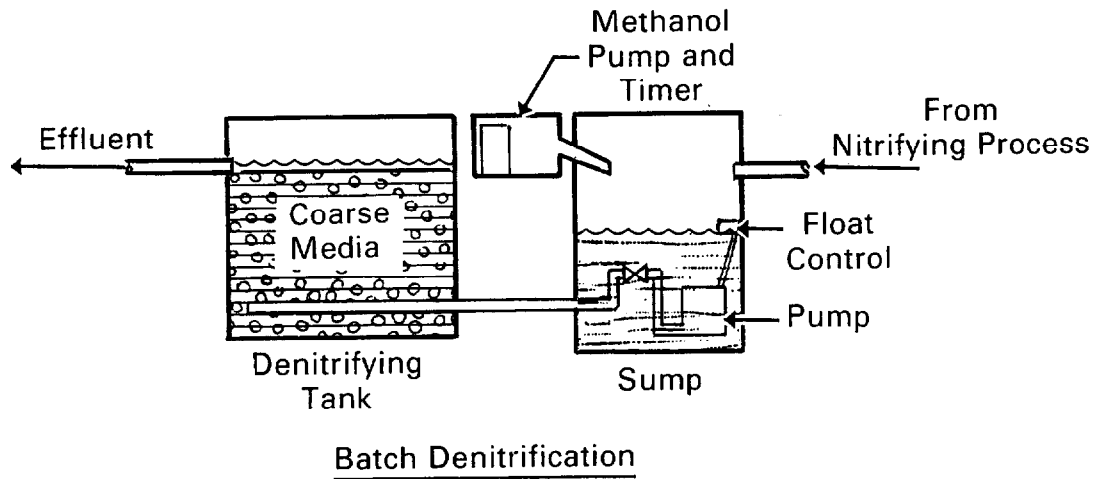 Methanol
Pump and
Timer
Effluent
From
Nitrifying Process
Coarse
Media
Float
Control
Pump
Denitrifying
Tank
Sump
Batch Denitrification